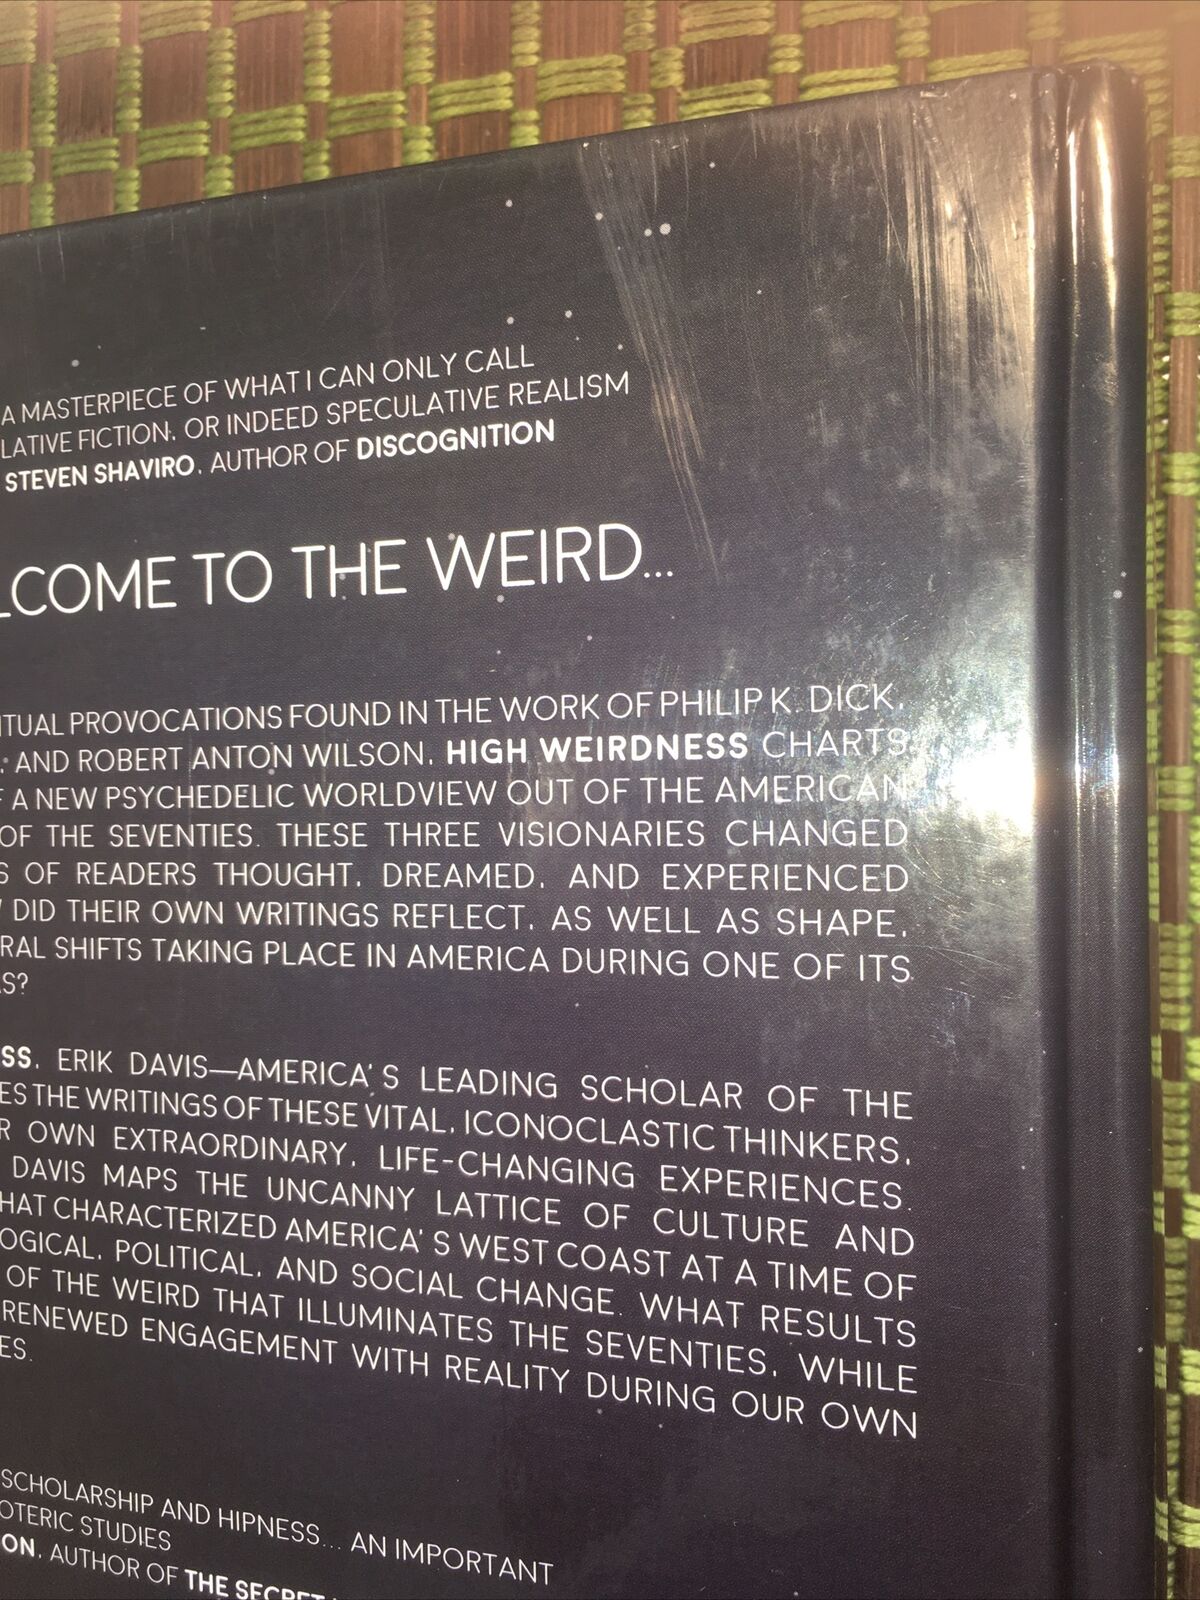 A MASTERPIECE OF WHAT I CAN ONLY CALL
LATIVE FICTION, OR INDEED SPECULATIVE REALISM
STEVEN SHAVIRO, AUTHOR OF DISCOGNITION
LCOME TO THE WEIRD...
ITUAL PROVOCATIONS FOUND IN THE WORK OF PHILIP K. DICK,
, AND ROBERT ANTON WILSON, HIGH WEIRDNESS CHARTS
F A NEW PSYCHEDELIC WORLDVIEW OUT OF THE AMERICAN
OF THE SEVENTIES. THESE THREE VISIONARIES CHANGED
S OF READERS THOUGHT, DREAMED, AND EXPERIENCED
DID THEIR OWN WRITINGS REFLECT, AS WELL AS SHAPE,
RAL SHIFTS TAKING PLACE IN AMERICA DURING ONE OF ITS
AS?
SS, ERIK DAVIS—AMERICA'S LEADING SCHOLAR OF THE
ES THE WRITINGS OF THESE VITAL, ICONOCLASTIC THINKERS,
R OWN EXTRAORDINARY, LIFE-CHANGING EXPERIENCES.
DAVIS MAPS THE UNCANNY LATTICE OF CULTURE AND
HAT CHARACTERIZED AMERICA'S WEST COAST AT A TIME OF
OGICAL, POLITICAL, AND SOCIAL CHANGE. WHAT RESULTS
OF THE WEIRD THAT ILLUMINATES THE SEVENTIES, WHILE
RENEWED ENGAGEMENT WITH REALITY DURING OUR OWN
ES.
SCHOLARSHIP AND HIPNESS... AN IMPORTANT
OTERIC STUDIES
ON, AUTHOR OF THE SECRET